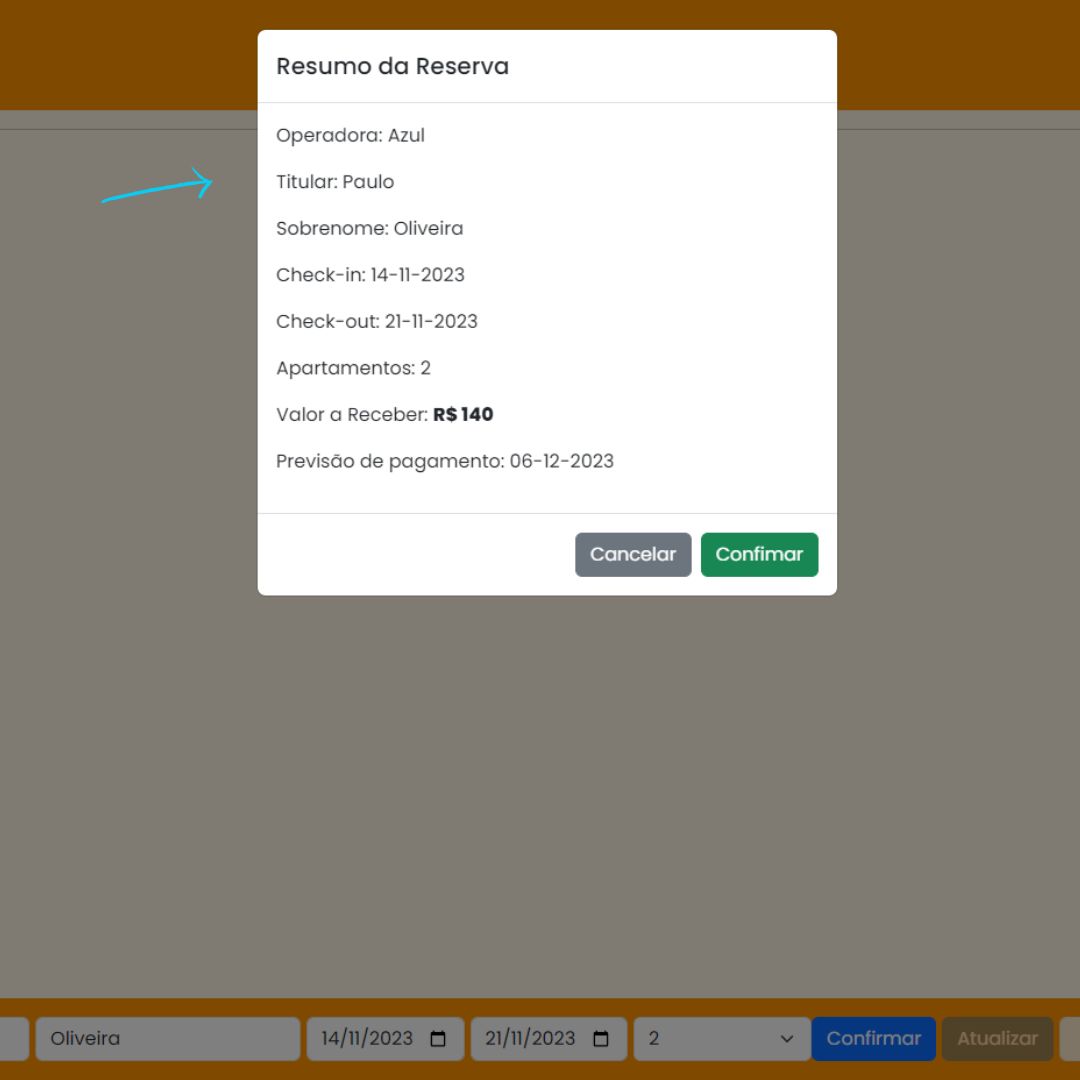 Resumo da Reserva
Operadora: Azul
Titular: Paulo
Sobrenome: Oliveira
Check-in: 14-11-2023
Check-out: 21-11-2023
Apartamentos: 2
Valor a Receber: R$ 140
Previsão de pagamento: 06-12-2023
Cancelar Confimar
Oliveira 14/11/2023 21/11/2023 2 Confirmar Atualizar